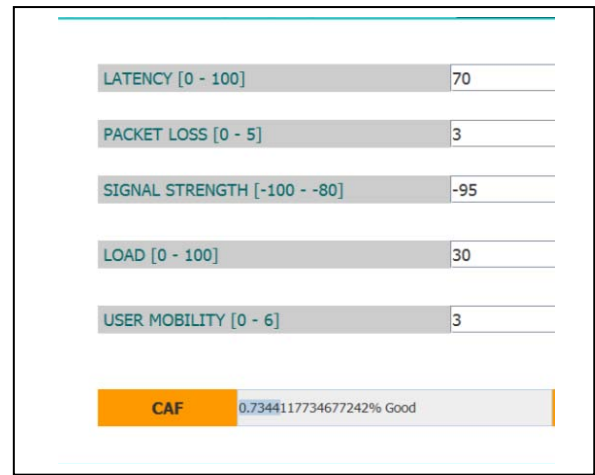 LATENCY [0 - 100] 70
PACKET LOSS [0 - 5] 3
SIGNAL STRENGTH [-100 - -80] -95
LOAD [0 - 100] 30
USER MOBILITY [0 - 6] 3
CAF 0.7344117734677242% Good